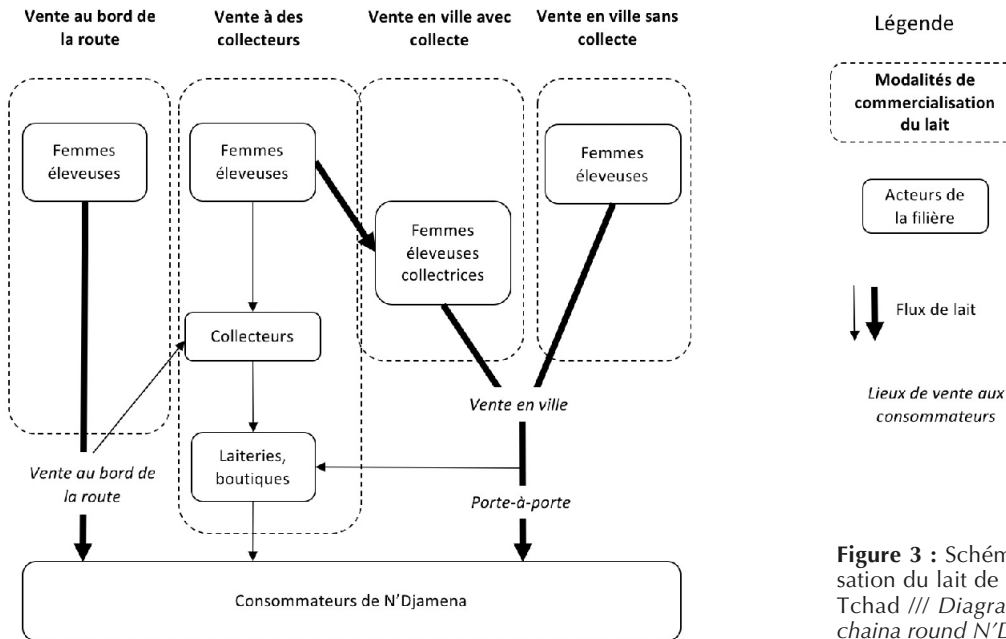 Vente au bord de
la route
Vente à des
collecteurs
Vente en ville avec
collecte
Vente en ville sans
collecte
Femmes
éleveuses
Femmes
éleveuses
Femmes
éleveuses
collectrices
Femmes
éleveuses
Collecteurs
Vente en ville
Laiteries,
boutiques
Vente au bord de
la route
Porte-à-porte
Consommateurs de N'Djamena
Légende
Modalités de
commercialisation
du lait
Acteurs de
la filière
Flux de lait
Lieux de vente aux
consommateurs
Figure 3 : Schém
sation du lait de
Tchad /// Diagra
chaina round N'D